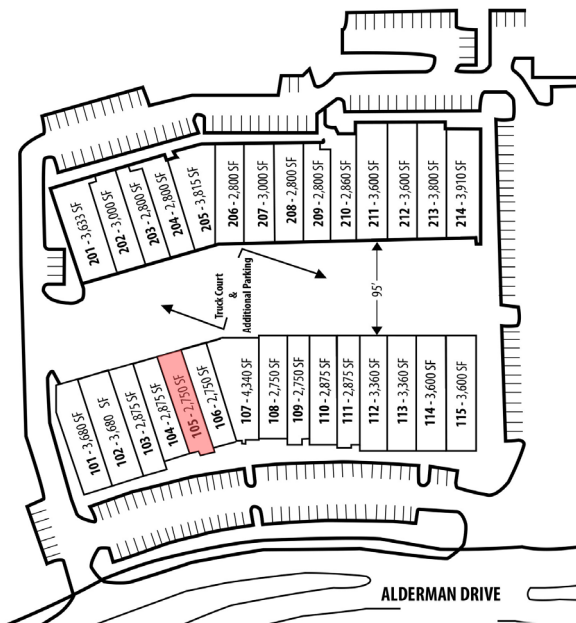 201 - 3,633 SF
202 - 3,000 SF
203 - 2,800 SF
204 - 2,800 SF
205 - 3,815 SF
206 - 2,800 SF
207 - 3,000 SF
208 - 2,800 SF
209 - 2,800 SF
210 - 2,860 SF
211 - 3,600 SF
212 - 3,600 SF
213 - 3,800 SF
214 - 3,910 SF
Truck Court
&
Additional Parking
95'
101 - 3,680 SF
102 - 3,680 SF
103 - 2,875 SF
104 - 2,875 SF
105 - 2,750 SF
106 - 2,750 SF
107 - 4,340 SF
108 - 2,750 SF
109 - 2,750 SF
110 - 2,875 SF
111 - 2,875 SF
112 - 3,360 SF
113 - 3,360 SF
114 - 3,600 SF
115 - 3,600 SF
ALDERMAN DRIVE